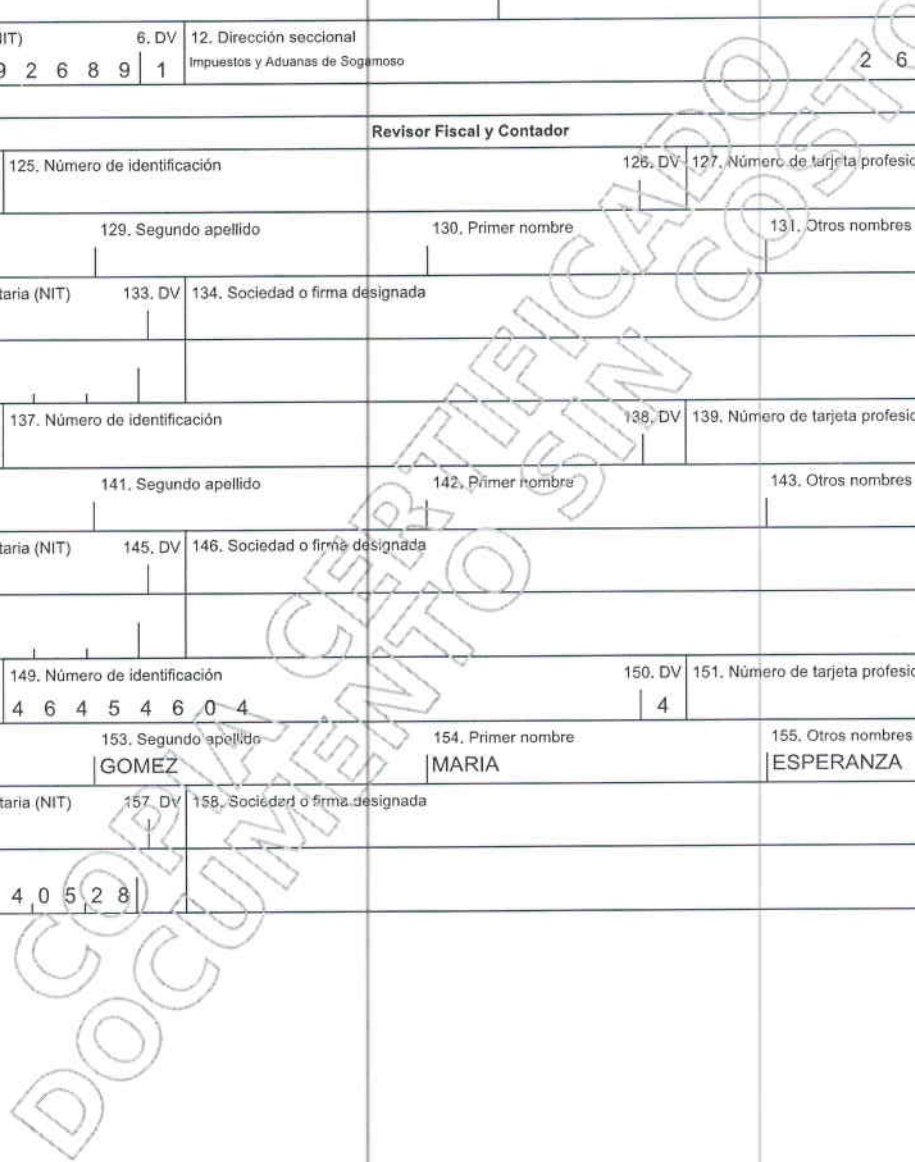 IIT) 6. DV 12. Dirección seccional
9 2 6 8 9 1 Impuestos y Aduanas de Sogamoso 2 6
Revisor Fiscal y Contador
125. Número de identificación 126. DV 127. Número de tarjeta profesio
129. Segundo apellido 130. Primer nombre 131. Otros nombres
taria (NIT) 133. DV 134. Sociedad o firma designada
137. Número de identificación 138. DV 139. Número de tarjeta profesio
141. Segundo apellido 142. Primer nombre 143. Otros nombres
taria (NIT) 145. DV 146. Sociedad o firma designada
149. Número de identificación 150. DV 151. Número de tarjeta profesio
4 6 4 5 4 6 0 4 4
153. Segundo apellido 154. Primer nombre 155. Otros nombres
GOMEZ MARIA ESPERANZA
taria (NIT) 157. DV 158. Sociedad o firma designada
4 0 5 2 8
COPIA CERTIFICADO
DOCUMENTO SIN COSTO